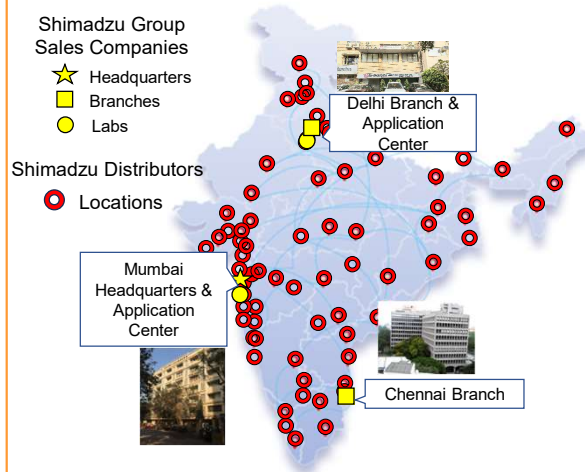 Shimadzu Group
Sales Companies
Headquarters
Branches
Labs
Shimadzu Distributors
Locations
Delhi Branch &
Application
Center
Mumbai
Headquarters &
Application
Center
Chennai Branch